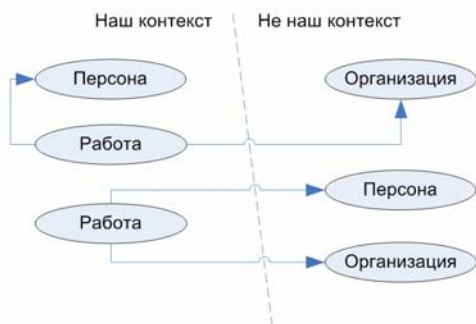 Наш контекст
Не наш контекст
Персона
Организация
Работа
Персона
Работа
Организация